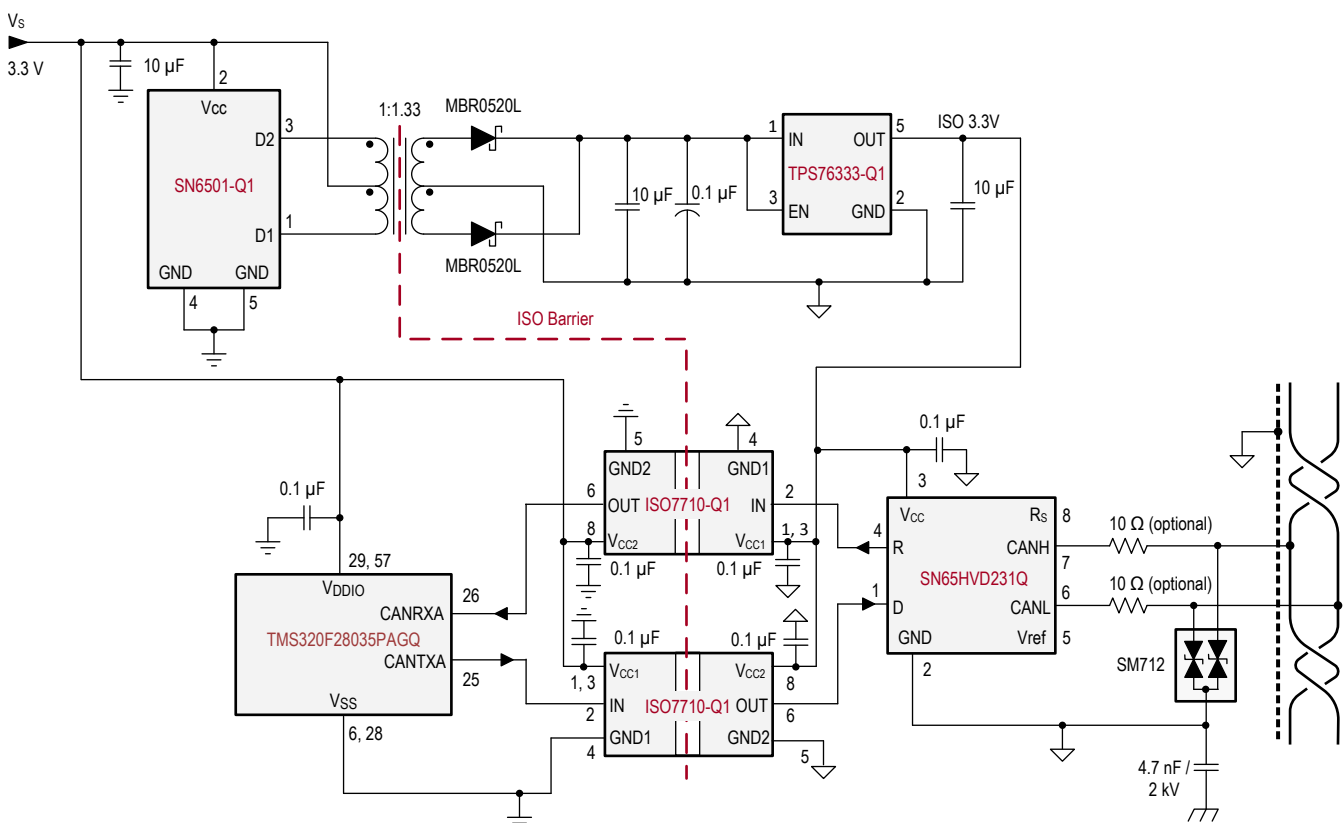 VS
3.3 V
10 µF
2
Vcc
D2
3
SN6501-Q1
D1
1
GND
GND
4
5
1:1.33
MBR0520L
MBR0520L
10 µF
0.1 µF
1
IN
OUT
5
TPS76333-Q1
3
EN
GND
2
ISO 3.3V
10 µF
ISO Barrier
5
4
GND2
GND1
6
OUT
ISO7710-Q1
IN
2
8
VCC2
VCC1
1, 3
0.1 µF
0.1 µF
0.1 µF
29, 57
VDDIO
CANRXA
26
TMS320F28035PAGQ
CANTXA
25
VSS
6, 28
0.1 µF
0.1 µF
VCC1
VCC2
1, 3
8
IN
ISO7710-Q1
OUT
2
6
GND1
GND2
4
5
0.1 µF
3
VCC
RS
8
4
R
CANH
7
SN65HVD231Q
1
D
CANL
6
GND
Vref
5
2
10 Ω (optional)
10 Ω (optional)
SM712
4.7 nF /
2 kV